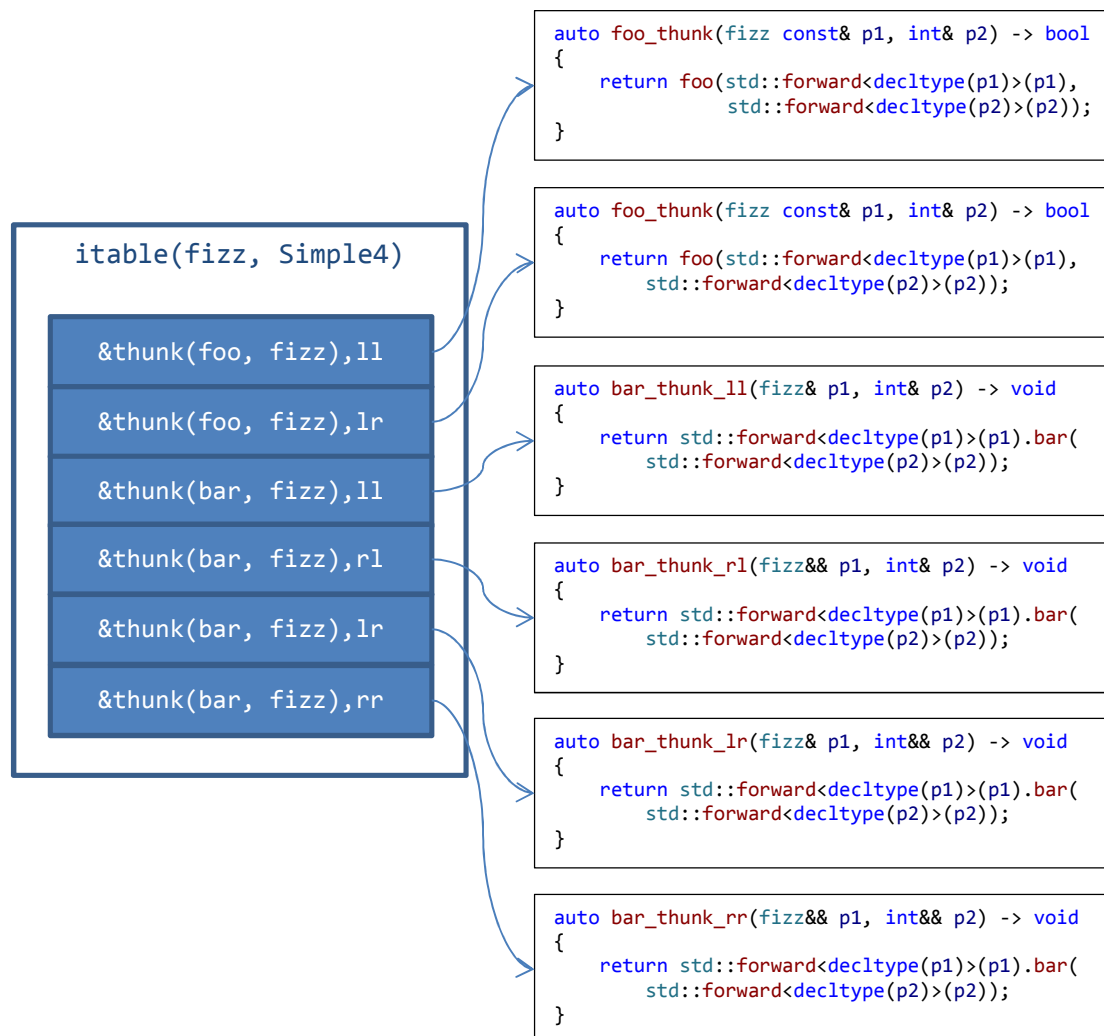 itable(fizz, Simple4)
&thunk(foo, fizz),ll
&thunk(foo, fizz),lr
&thunk(bar, fizz),ll
&thunk(bar, fizz),rl
&thunk(bar, fizz),lr
&thunk(bar, fizz),rr
auto foo_thunk(fizz const& p1, int& p2) -> bool
{
    return foo(std::forward<decltype(p1)>(p1),
               std::forward<decltype(p2)>(p2));
}
auto foo_thunk(fizz const& p1, int& p2) -> bool
{
    return foo(std::forward<decltype(p1)>(p1),
        std::forward<decltype(p2)>(p2));
}
auto bar_thunk_ll(fizz& p1, int& p2) -> void
{
    return std::forward<decltype(p1)>(p1).bar(
        std::forward<decltype(p2)>(p2));
}
auto bar_thunk_rl(fizz&& p1, int& p2) -> void
{
    return std::forward<decltype(p1)>(p1).bar(
        std::forward<decltype(p2)>(p2));
}
auto bar_thunk_lr(fizz& p1, int&& p2) -> void
{
    return std::forward<decltype(p1)>(p1).bar(
        std::forward<decltype(p2)>(p2));
}
auto bar_thunk_rr(fizz&& p1, int&& p2) -> void
{
    return std::forward<decltype(p1)>(p1).bar(
        std::forward<decltype(p2)>(p2));
}